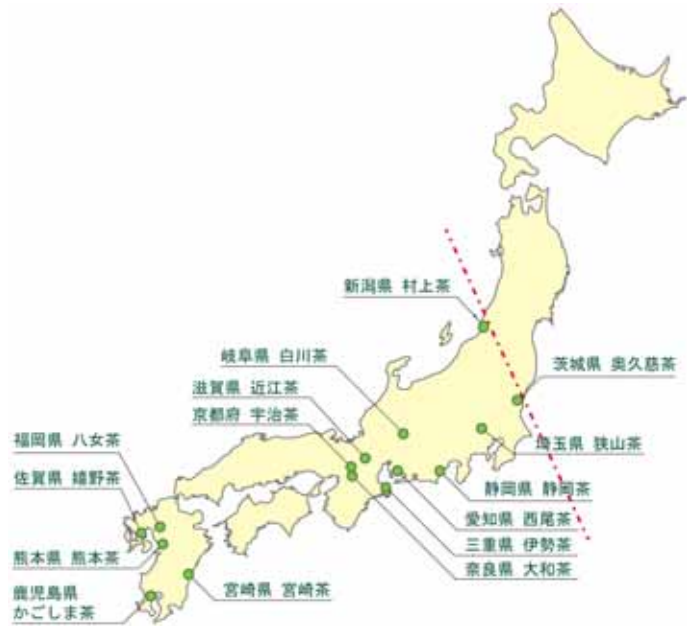 新潟県 村上茶
岐阜県 白川茶
茨城県 奥久慈茶
滋賀県 近江茶
京都府 宇治茶
福岡県 八女茶
埼玉県 狭山茶
佐賀県 嬉野茶
静岡県 静岡茶
愛知県 西尾茶
三重県 伊勢茶
熊本県 熊本茶
奈良県 大和茶
宮崎県 宮崎茶
鹿児島県
かごしま茶